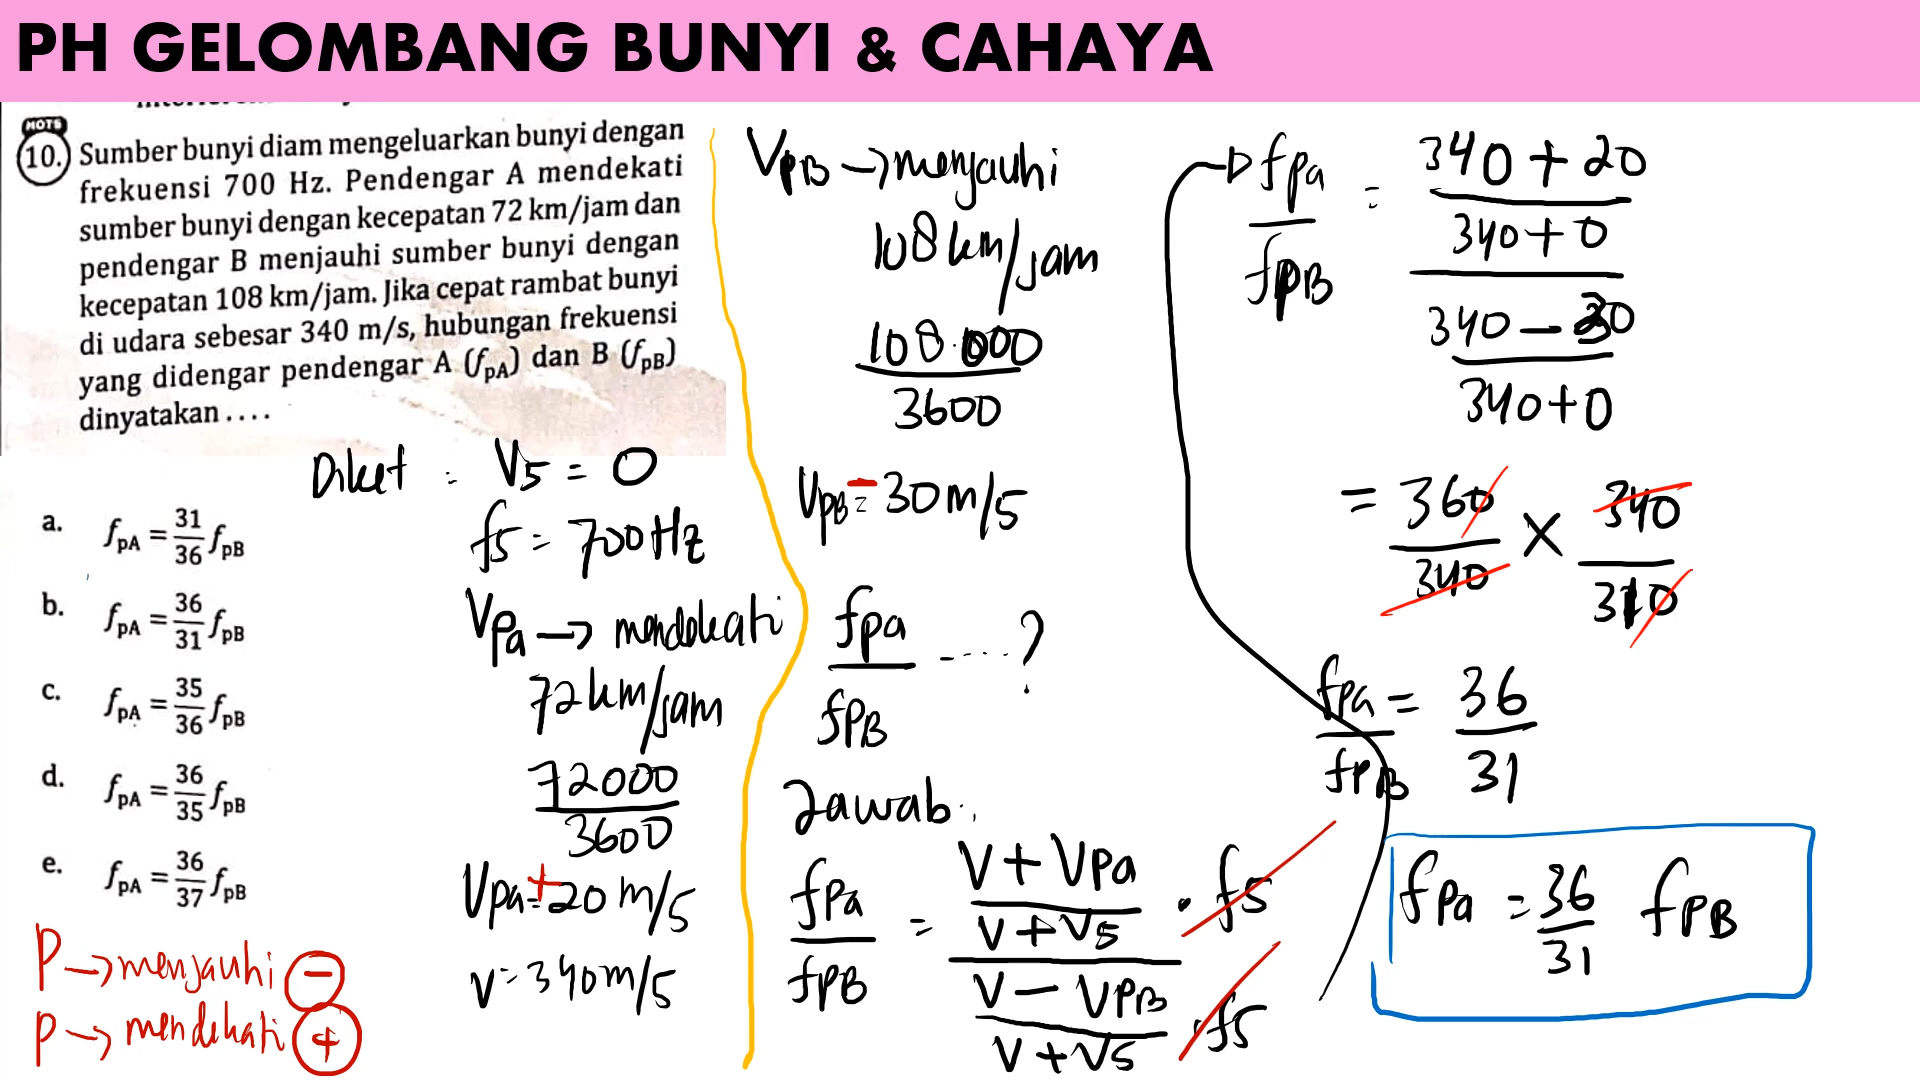 PH GELOMBANG BUNYI & CAHAYA
HOTS
10. Sumber bunyi diam mengeluarkan bunyi dengan
frekuensi 700 Hz. Pendengar A mendekati
sumber bunyi dengan kecepatan 72 km/jam dan
pendengar B menjauhi sumber bunyi dengan
kecepatan 108 km/jam. Jika cepat rambat bunyi
di udara sebesar 340 m/s, hubungan frekuensi
yang didengar pendengar A (fpA) dan B (fpB)
dinyatakan ....
a. fpA = 31/36 fpB
b. fpA = 36/31 fpB
c. fpA = 35/36 fpB
d. fpA = 36/35 fpB
e. fpA = 36/37 fpB
P → menjauhi −
P → mendekati +
Diket : Vs = 0
fs = 700 Hz
VPa → mendekati
72 km/jam
72000
3600
VPa = + 20 m/s
V = 340 m/s
VPB → menjauhi
108 km/jam
108.000
3600
VPB = − 30 m/s
fPa
---- ?
fPB
Jawab :
fPa
fPB
=
V + VPa
V + Vs
. fs
V − VPB
V + Vs
. fs
fPa
fPB
=
340 + 20
340 + 0
340 − 30
340 + 0
= 360/340 × 340/310
fPa/fPB = 36/31
fPa = 36/31 fPB